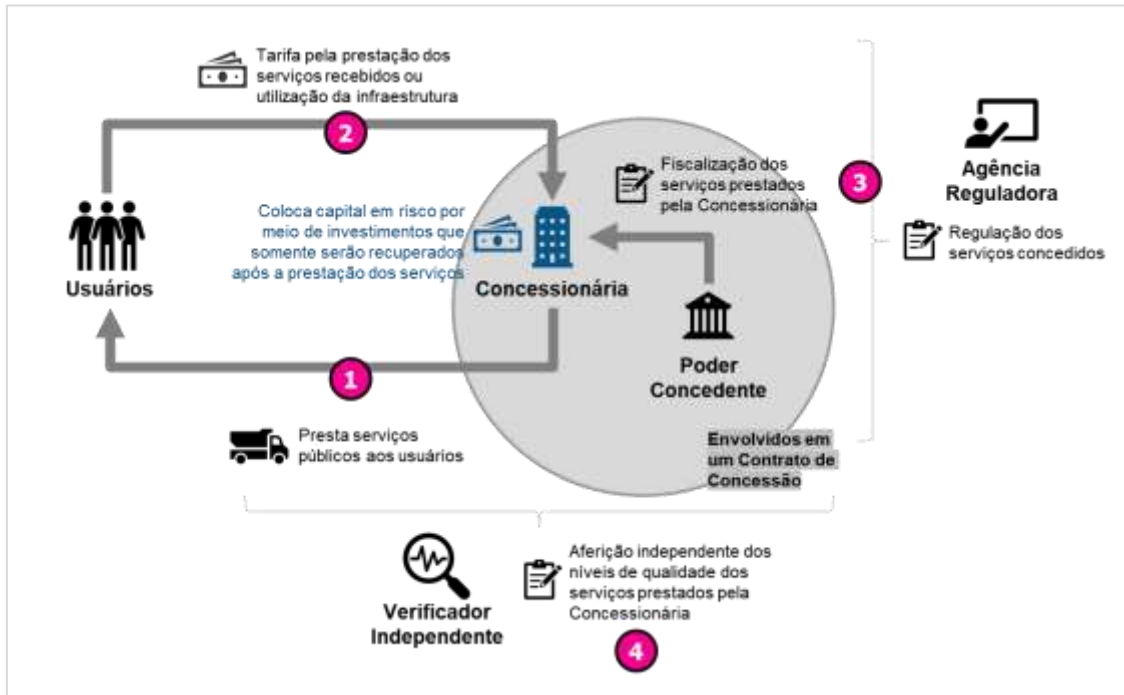 Tarifa pela prestação dos
serviços recebidos ou
utilização da infraestrutura
2
Fiscalização dos
serviços prestados
pela Concessionária
3
Agência
Reguladora
Regulação dos
serviços concedidos
Coloca capital em risco por
meio de investimentos que
somente serão recuperados
após a prestação dos serviços
Usuários
Concessionária
Poder
Concedente
1
Presta serviços
públicos aos usuários
Envolvidos em
um Contrato de
Concessão
Verificador
Independente
Aferição independente dos
níveis de qualidade dos
serviços prestados pela
Concessionária
4